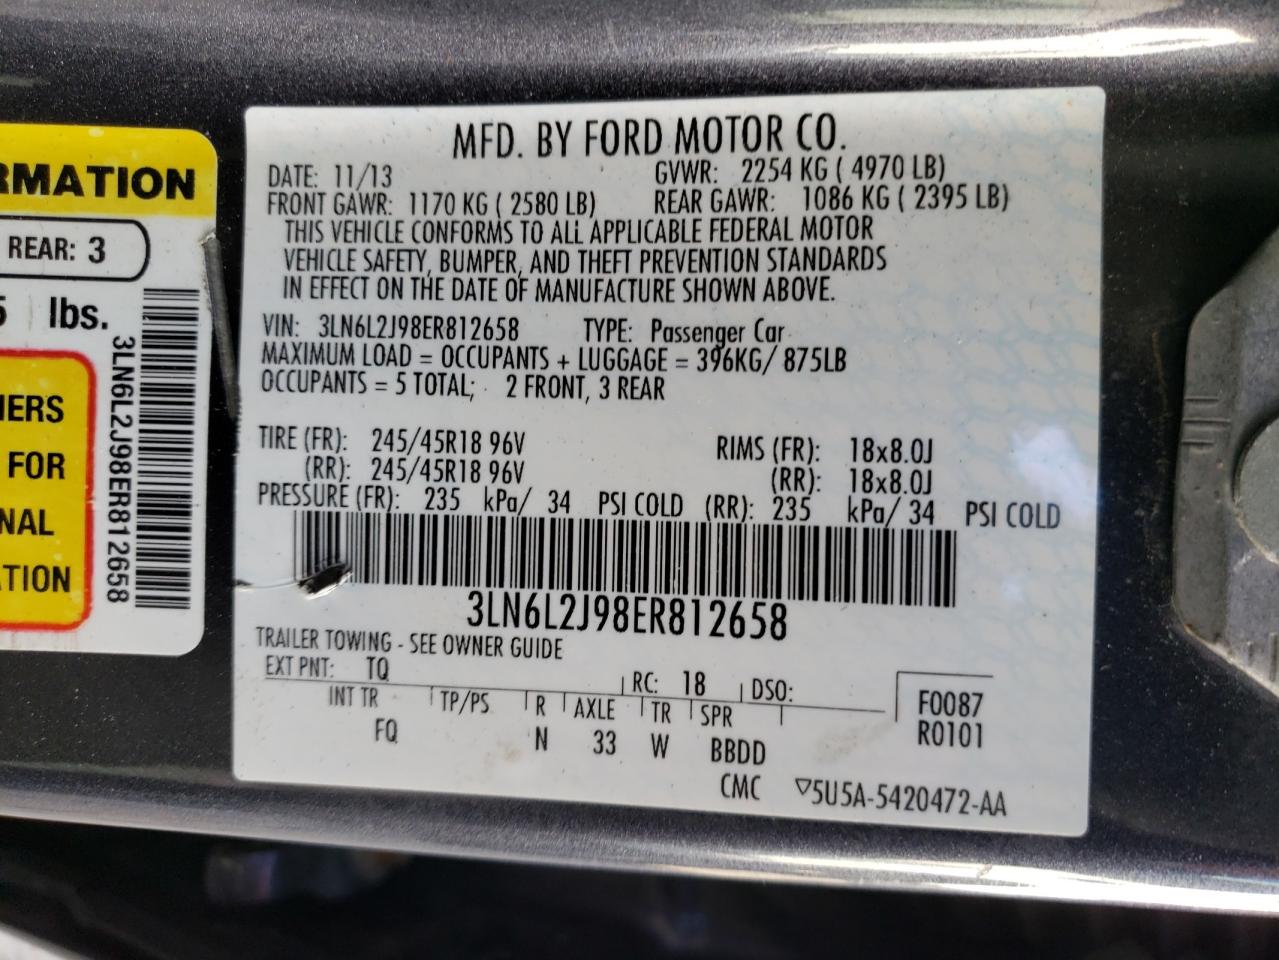 RMATION
REAR: 3
5 lbs.
IERS
FOR
NAL
ATION
3LN6L2J98ER812658
MFD. BY FORD MOTOR CO.
DATE: 11/13 GVWR: 2254 KG ( 4970 LB)
FRONT GAWR: 1170 KG ( 2580 LB) REAR GAWR: 1086 KG ( 2395 LB)
THIS VEHICLE CONFORMS TO ALL APPLICABLE FEDERAL MOTOR
VEHICLE SAFETY, BUMPER, AND THEFT PREVENTION STANDARDS
IN EFFECT ON THE DATE OF MANUFACTURE SHOWN ABOVE.
VIN: 3LN6L2J98ER812658 TYPE: Passenger Car
MAXIMUM LOAD = OCCUPANTS + LUGGAGE = 396KG/ 875LB
OCCUPANTS = 5 TOTAL; 2 FRONT, 3 REAR
TIRE (FR): 245/45R18 96V RIMS (FR): 18x8.0J
(RR): 245/45R18 96V (RR): 18x8.0J
PRESSURE (FR): 235 kPa/ 34 PSI COLD (RR): 235 kPa/ 34 PSI COLD
3LN6L2J98ER812658
TRAILER TOWING - SEE OWNER GUIDE
EXT PNT: TQ RC: 18 DSO:
INT TR TP/PS R AXLE TR SPR F0087
FQ N 33 W BBDD R0101
CMC ▽5U5A-5420472-AA